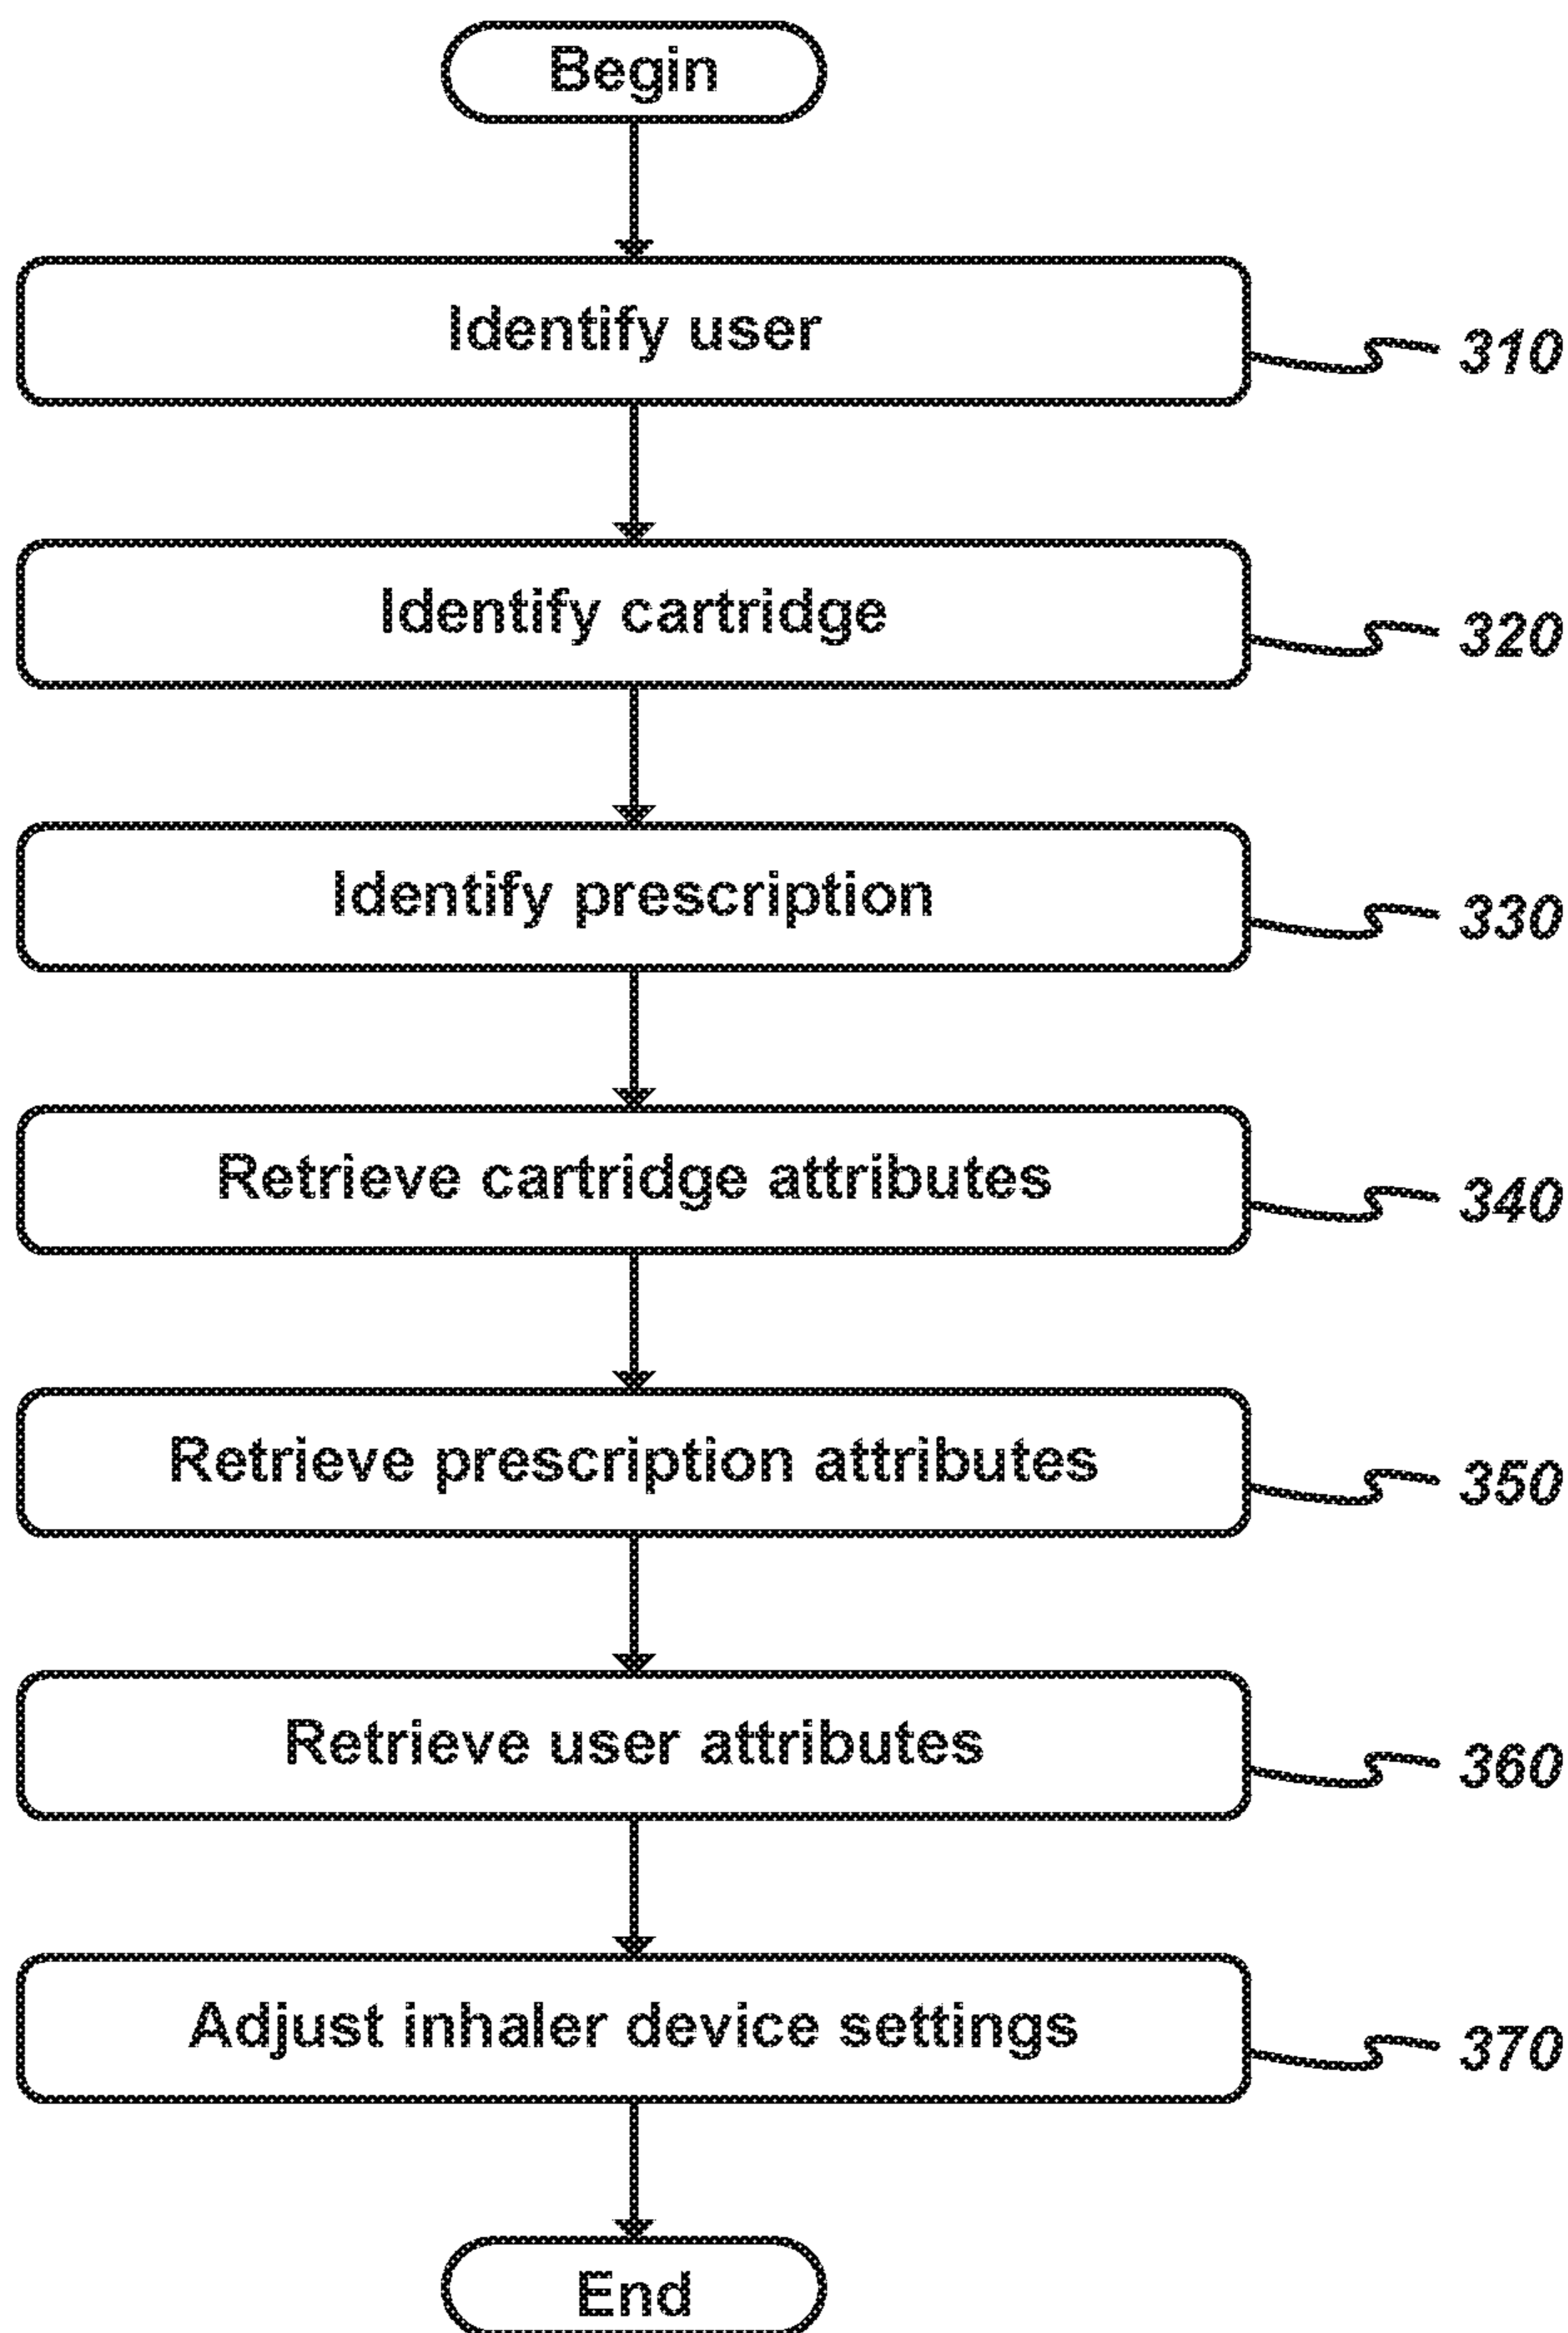 Begin
Identify user
310
Identify cartridge
320
Identify prescription
330
Retrieve cartridge attributes
340
Retrieve prescription attributes
350
Retrieve user attributes
360
Adjust inhaler device settings
370
End